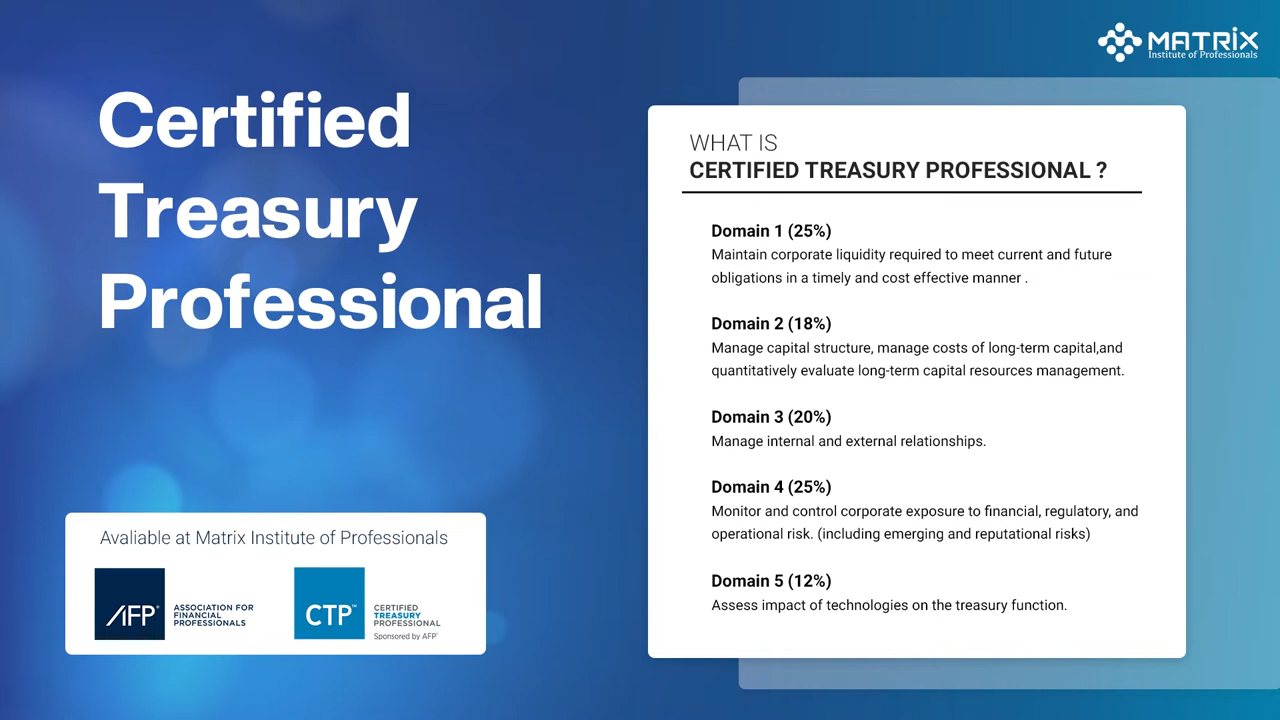 MATRIX
Institute of Professionals
Certified
Treasury
Professional
WHAT IS
CERTIFIED TREASURY PROFESSIONAL ?
Domain 1 (25%)
Maintain corporate liquidity required to meet current and future
obligations in a timely and cost effective manner .
Domain 2 (18%)
Manage capital structure, manage costs of long-term capital,and
quantitatively evaluate long-term capital resources management.
Domain 3 (20%)
Manage internal and external relationships.
Domain 4 (25%)
Monitor and control corporate exposure to financial, regulatory, and
operational risk. (including emerging and reputational risks)
Domain 5 (12%)
Assess impact of technologies on the treasury function.
Avaliable at Matrix Institute of Professionals
AFP®
ASSOCIATION FOR
FINANCIAL
PROFESSIONALS
CTP™
CERTIFIED
TREASURY
PROFESSIONAL
Sponsored by AFP®